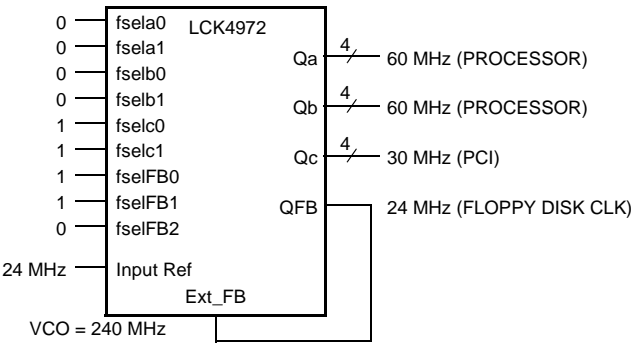 0 fsela0 LCK4972
0 fsela1
0 fselb0 Qa 4 60 MHz (PROCESSOR)
0 fselb1
1 fselc0 Qb 4 60 MHz (PROCESSOR)
1 fselc1 Qc 4 30 MHz (PCI)
1 fselFB0
1 fselFB1 QFB 24 MHz (FLOPPY DISK CLK)
0 fselFB2
24 MHz Input Ref
Ext_FB
VCO = 240 MHz